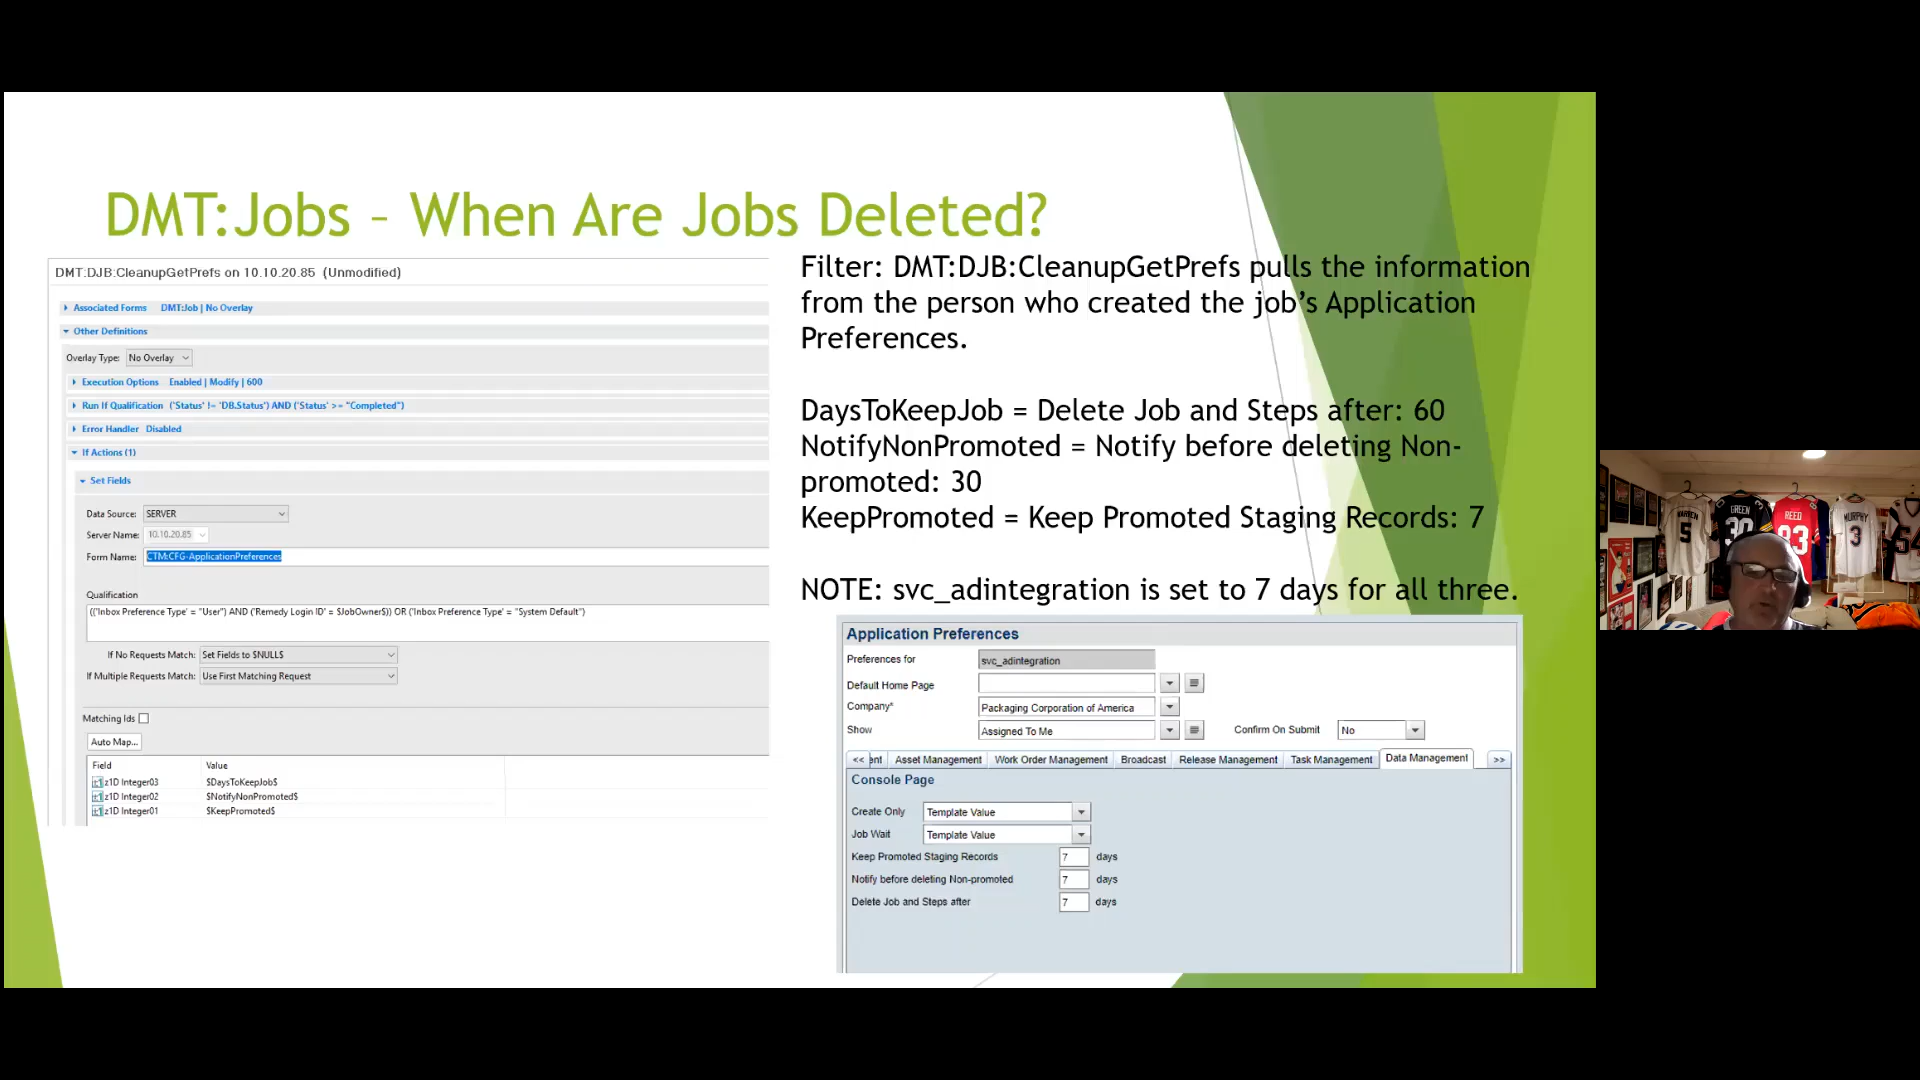 DMT:Jobs – When Are Jobs Deleted?
DMT:DJB:CleanupGetPrefs on 10.10.20.85 (Unmodified)
Associated Forms DMT:Job | No Overlay
Other Definitions
Overlay Type: No Overlay
Execution Options Enabled | Modify | 600
Run If Qualification ('Status' != 'DB.Status') AND ('Status' >= "Completed")
Error Handler Disabled
If Actions (1)
Set Fields
Data Source: SERVER
Server Name: 10.10.20.85
Form Name: CTM:CFG-ApplicationPreferences
Qualification
(('Inbox Preference Type' = "User") AND ('Remedy Login ID' = $JobOwner$)) OR ('Inbox Preference Type' = "System Default")
If No Requests Match: Set Fields to $NULL$
If Multiple Requests Match: Use First Matching Request
Matching Ids
Auto Map...
Field Value
z1D Integer03 $DaysToKeepJob$
z1D Integer02 $NotifyNonPromoted$
z1D Integer01 $KeepPromoted$
Filter: DMT:DJB:CleanupGetPrefs pulls the information
from the person who created the job's Application
Preferences.
DaysToKeepJob = Delete Job and Steps after: 60
NotifyNonPromoted = Notify before deleting Non-
promoted: 30
KeepPromoted = Keep Promoted Staging Records: 7
NOTE: svc_adintegration is set to 7 days for all three.
Application Preferences
Preferences for svc_adintegration
Default Home Page
Company* Packaging Corporation of America
Show Assigned To Me Confirm On Submit No
<< ent Asset Management Work Order Management Broadcast Release Management Task Management Data Management >>
Console Page
Create Only Template Value
Job Wait Template Value
Keep Promoted Staging Records 7 days
Notify before deleting Non-promoted 7 days
Delete Job and Steps after 7 days
WARREN
5
GREEN
30
REED
83
MURPHY
3
54